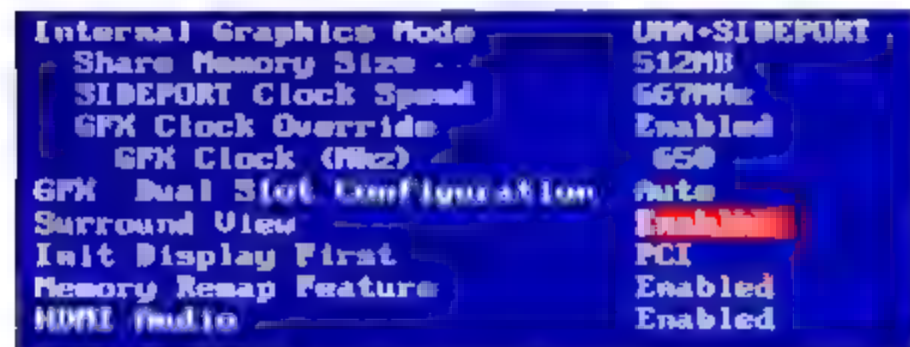 Internal Graphics Mode UMA+SIDEPORT
Share Memory Size 512MB
SIDEPORT Clock Speed 667MHz
GFX Clock Override Enabled
GFX Clock (Mhz) 650
GFX Dual Slot Configuration Auto
Surround View
Init Display First PCI
Memory Remap Feature Enabled
HDMI Audio Enabled